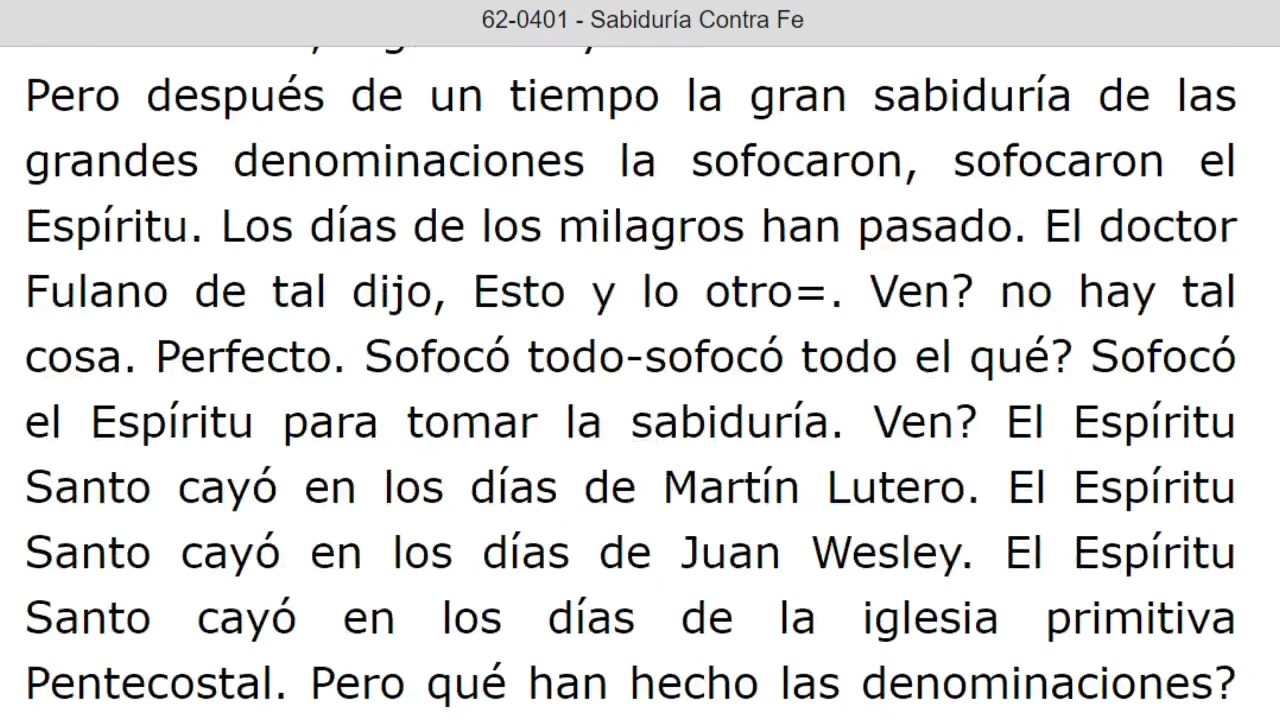 62-0401 - Sabiduría Contra Fe
Pero después de un tiempo la gran sabiduría de las
grandes denominaciones la sofocaron, sofocaron el
Espíritu. Los días de los milagros han pasado. El doctor
Fulano de tal dijo, Esto y lo otro=. Ven? no hay tal
cosa. Perfecto. Sofocó todo-sofocó todo el qué? Sofocó
el Espíritu para tomar la sabiduría. Ven? El Espíritu
Santo cayó en los días de Martín Lutero. El Espíritu
Santo cayó en los días de Juan Wesley. El Espíritu
Santo cayó en los días de la iglesia primitiva
Pentecostal. Pero qué han hecho las denominaciones?